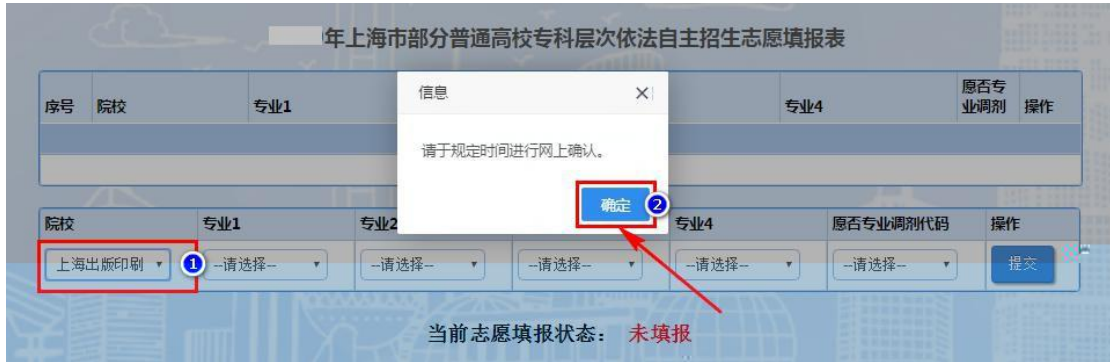 年上海市部分普通高校专科层次依法自主招生志愿填报表
序号 院校 专业1 专业4 愿否专业调剂 操作
信息 ×
请于规定时间进行网上确认。
确定 2
院校 专业1 专业2 专业4 愿否专业调剂代码 操作
上海出版印刷 1 --请选择-- --请选择-- --请选择-- --请选择-- --请选择-- 提交
当前志愿填报状态： 未填报